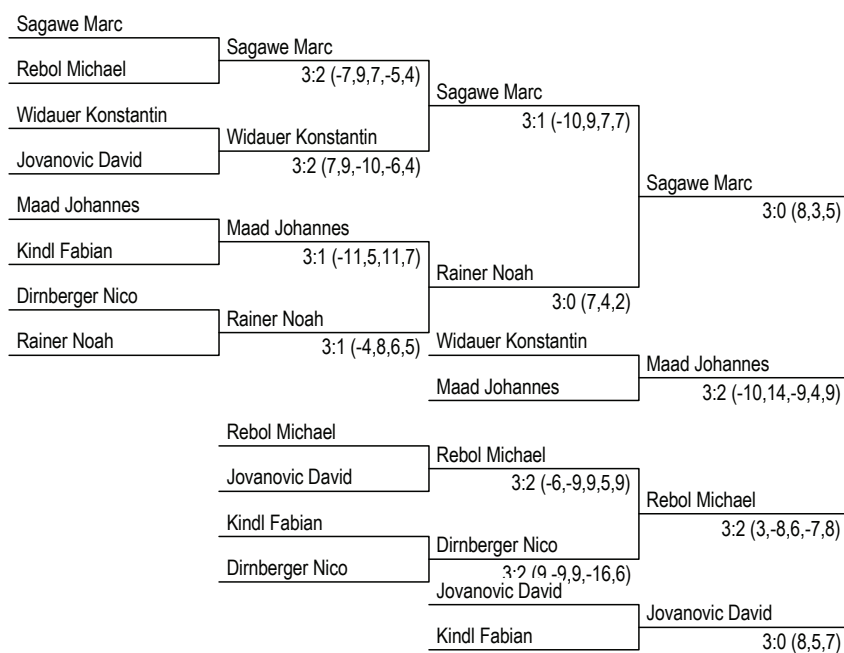 Sagawe Marc
Sagawe Marc
Rebol Michael
3:2 (-7,9,7,-5,4)
Sagawe Marc
Widauer Konstantin
3:1 (-10,9,7,7)
Widauer Konstantin
Jovanovic David
3:2 (7,9,-10,-6,4)
Sagawe Marc
Maad Johannes
3:0 (8,3,5)
Maad Johannes
Kindl Fabian
3:1 (-11,5,11,7)
Rainer Noah
Dirnberger Nico
3:0 (7,4,2)
Rainer Noah
Rainer Noah
3:1 (-4,8,6,5)
Widauer Konstantin
Maad Johannes
Maad Johannes
3:2 (-10,14,-9,4,9)
Rebol Michael
Rebol Michael
Jovanovic David
3:2 (-6,-9,9,5,9)
Rebol Michael
Kindl Fabian
3:2 (3,-8,6,-7,8)
Dirnberger Nico
Dirnberger Nico
3:2 (9,-9,9,-16,6)
Jovanovic David
Jovanovic David
Kindl Fabian
3:0 (8,5,7)